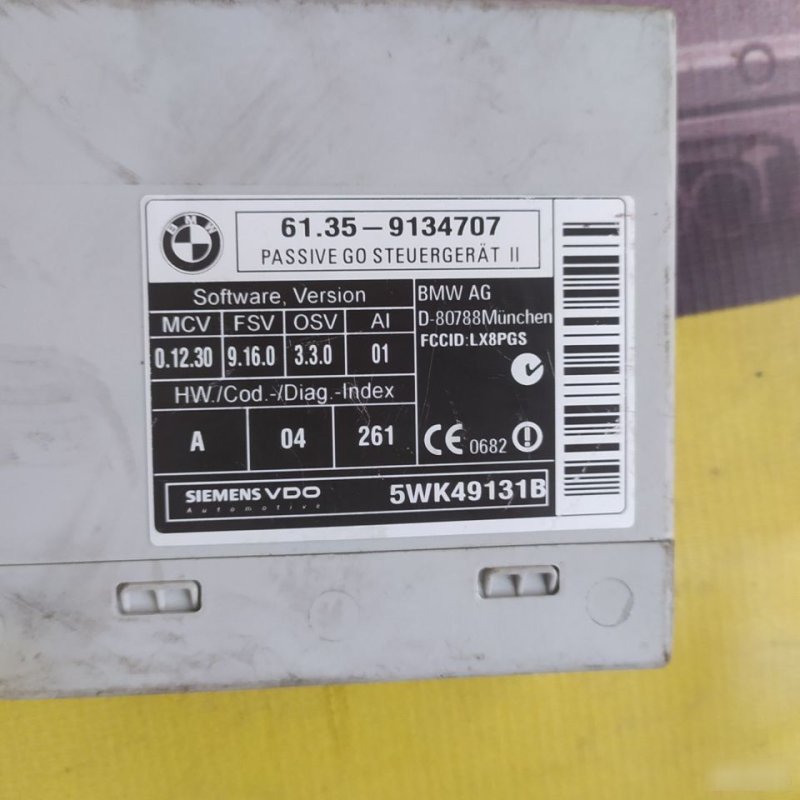 BMW
61.35-9134707
PASSIVE GO STEUERGERÄT II
Software, Version
MCV FSV OSV AI
0.12.30 9.16.0 3.3.0 01
HW./Cod.-/Diag.-Index
A 04 261
BMW AG
D-80788München
FCCID:LX8PGS
CE 0682
SIEMENS VDO
Automotive
5WK49131B